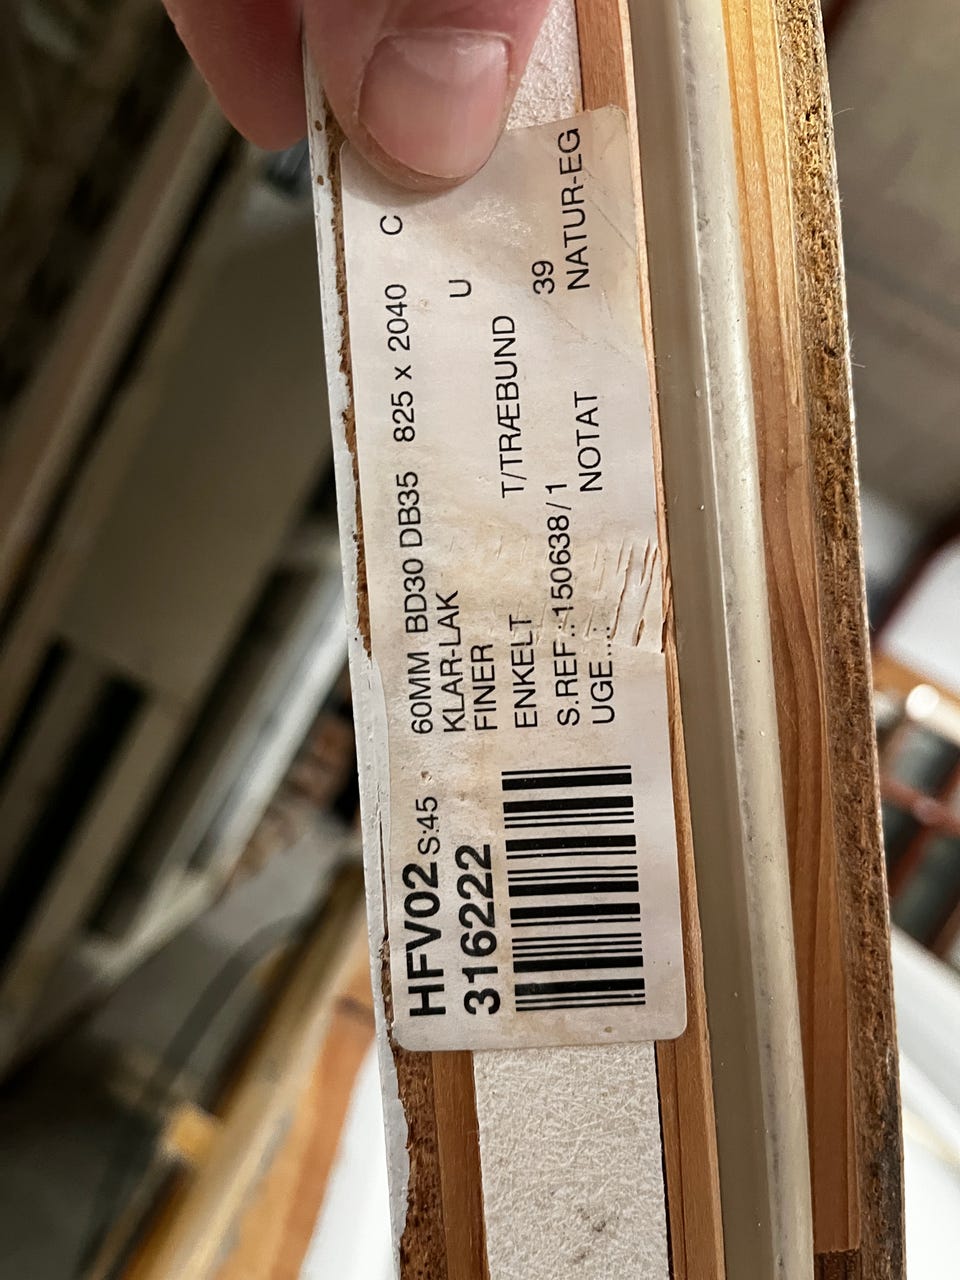 HFV02 S:45 60MM BD30 DB35 825 x 2040 C
316222 KLAR-LAK U
FINER
ENKELT T/TRÆBUND 39
S.REF.:150638/1 NATUR-EG
UGE...: NOTAT